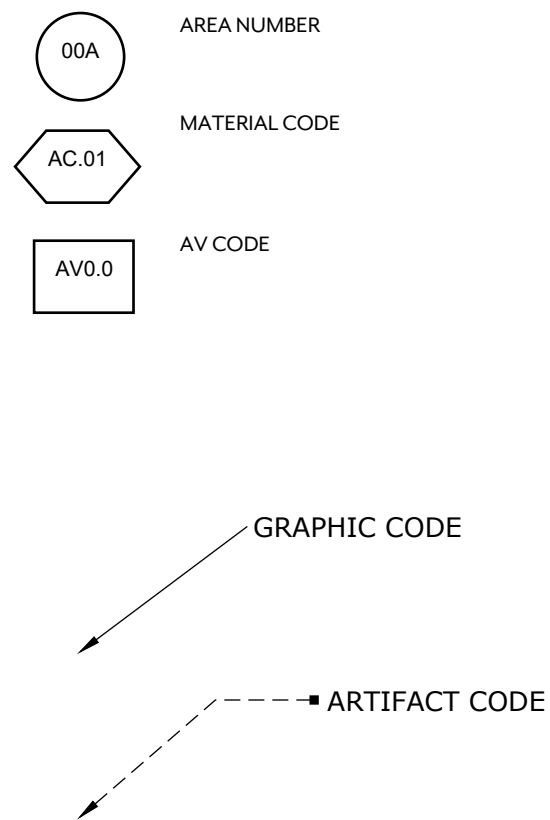 00A
AREA NUMBER
AC.01
MATERIAL CODE
AV0.0
AV CODE
GRAPHIC CODE
ARTIFACT CODE